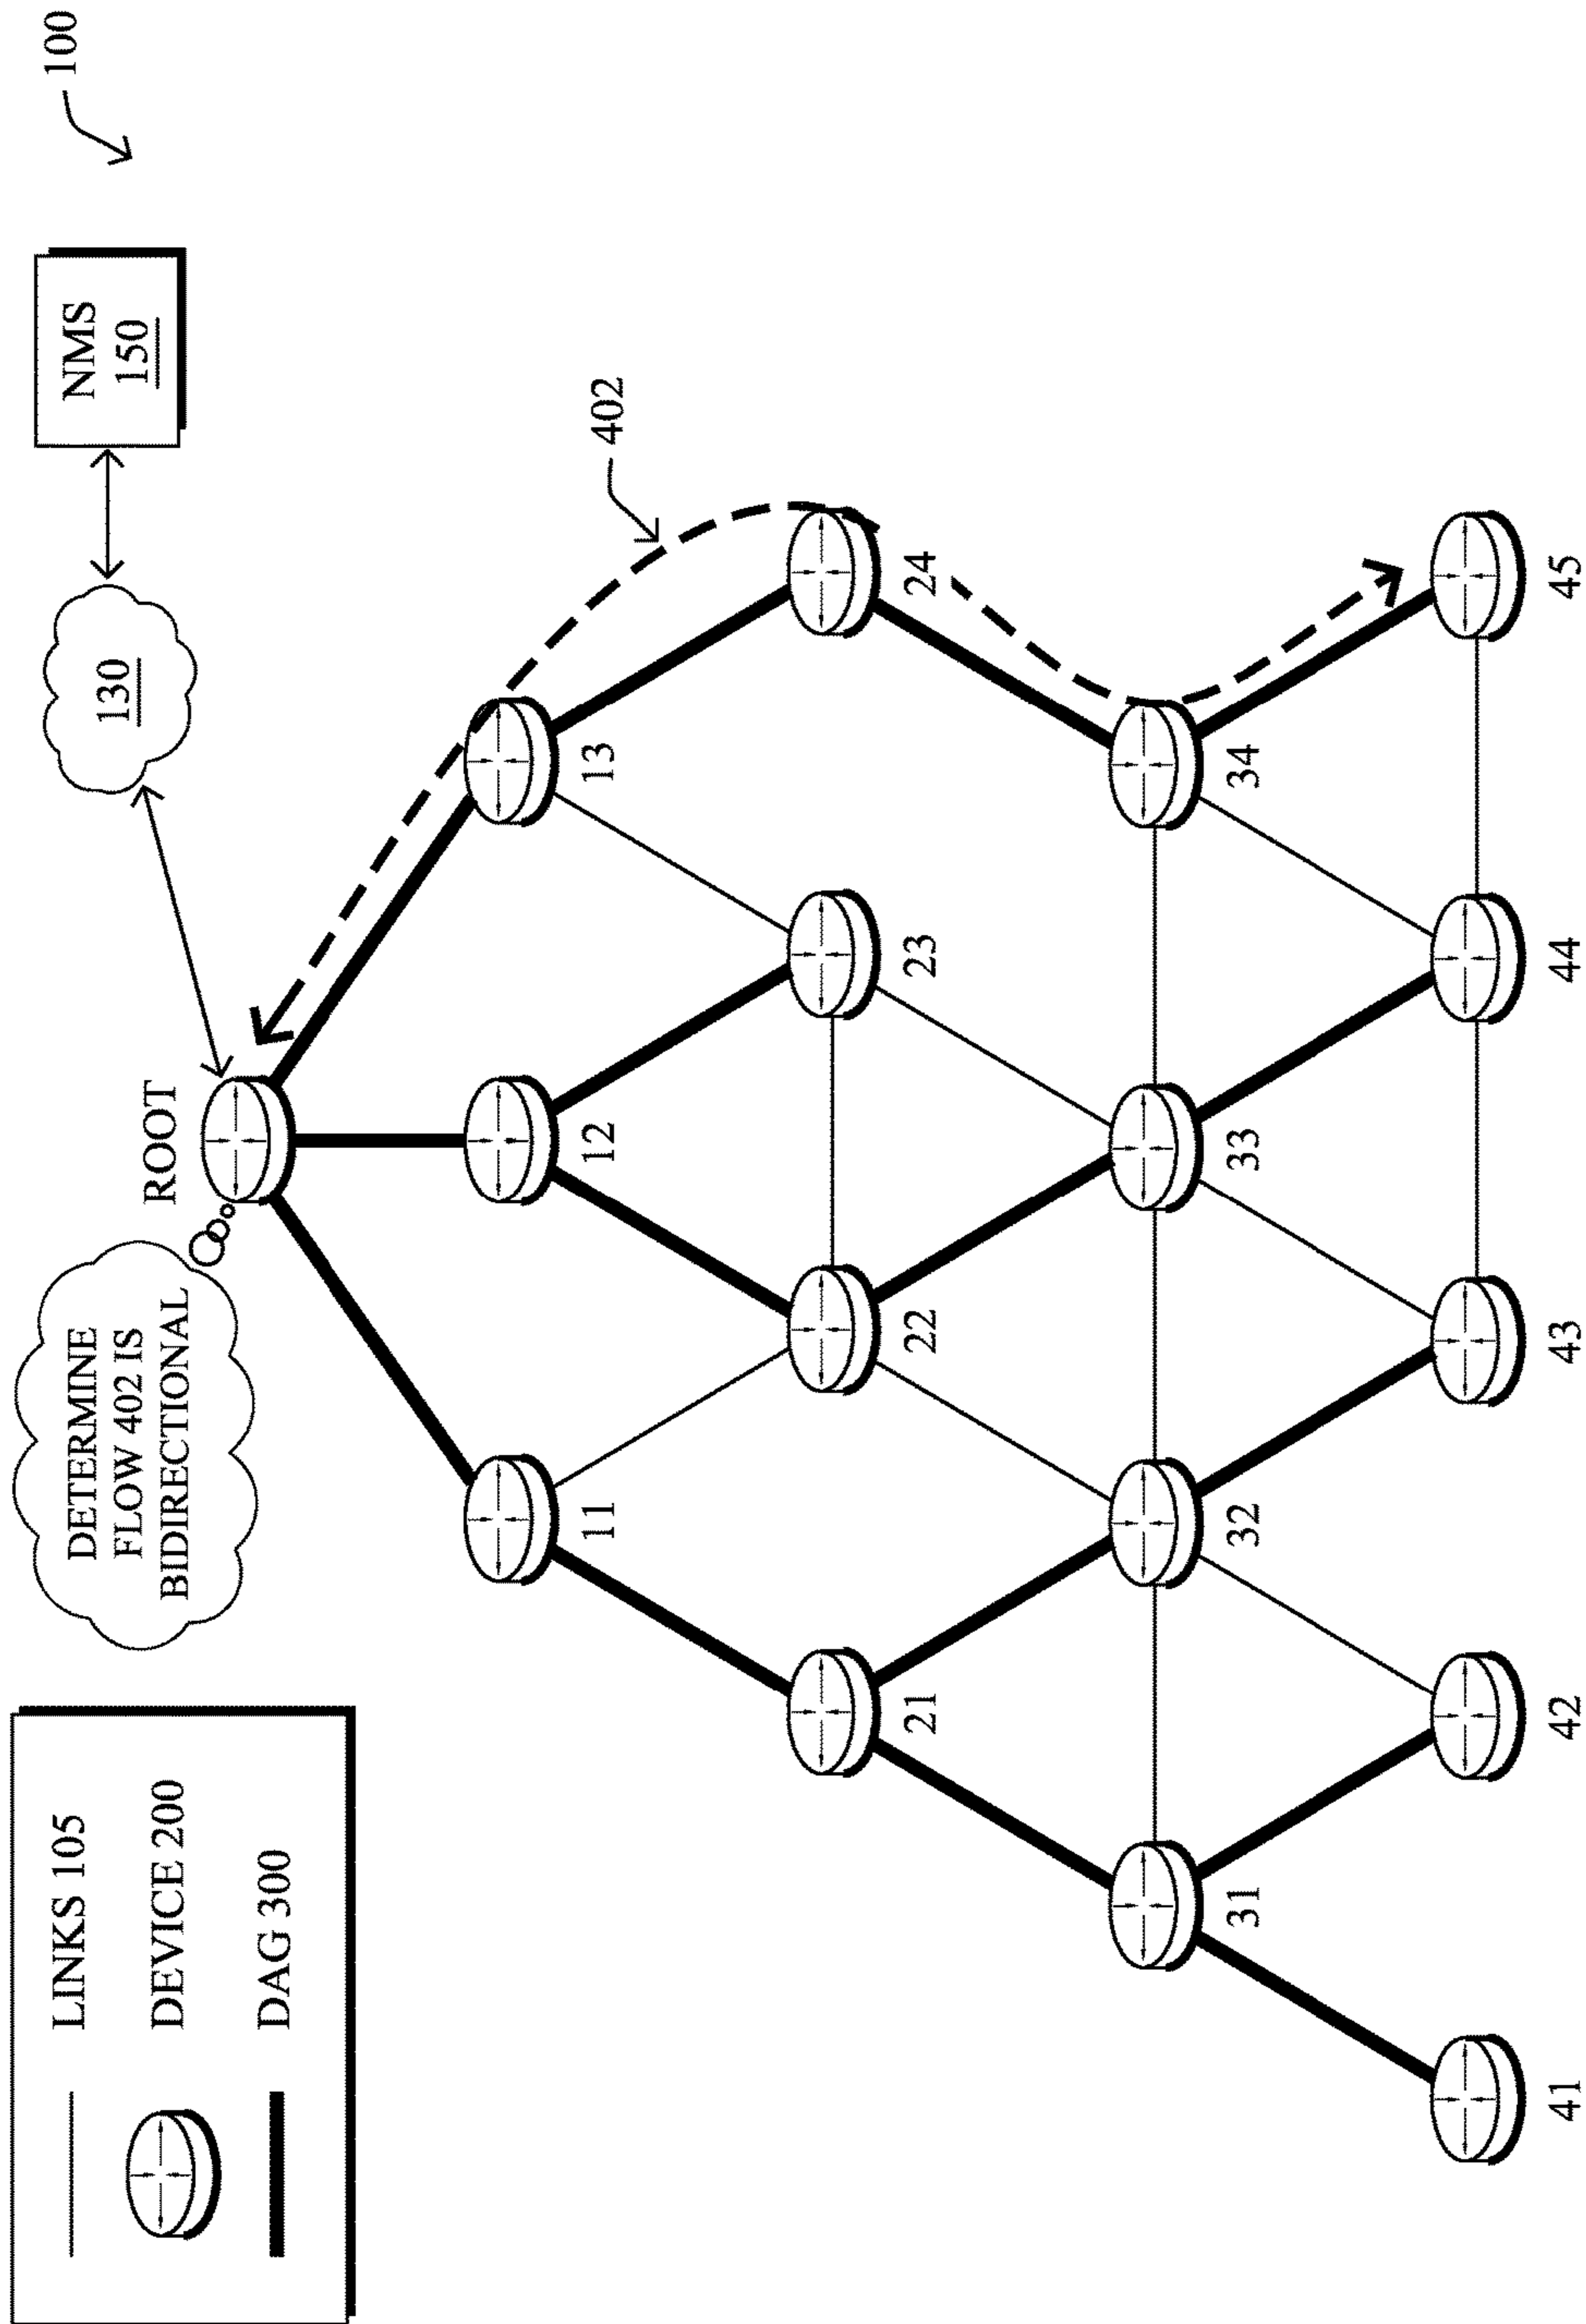 LINKS 105
DEVICE 200
DAG 300
DETERMINE
FLOW 402 IS
BIDIRECTIONAL
ROOT
130
NMS
150
100
402
11
12
13
21
22
23
24
31
32
33
34
41
42
43
44
45